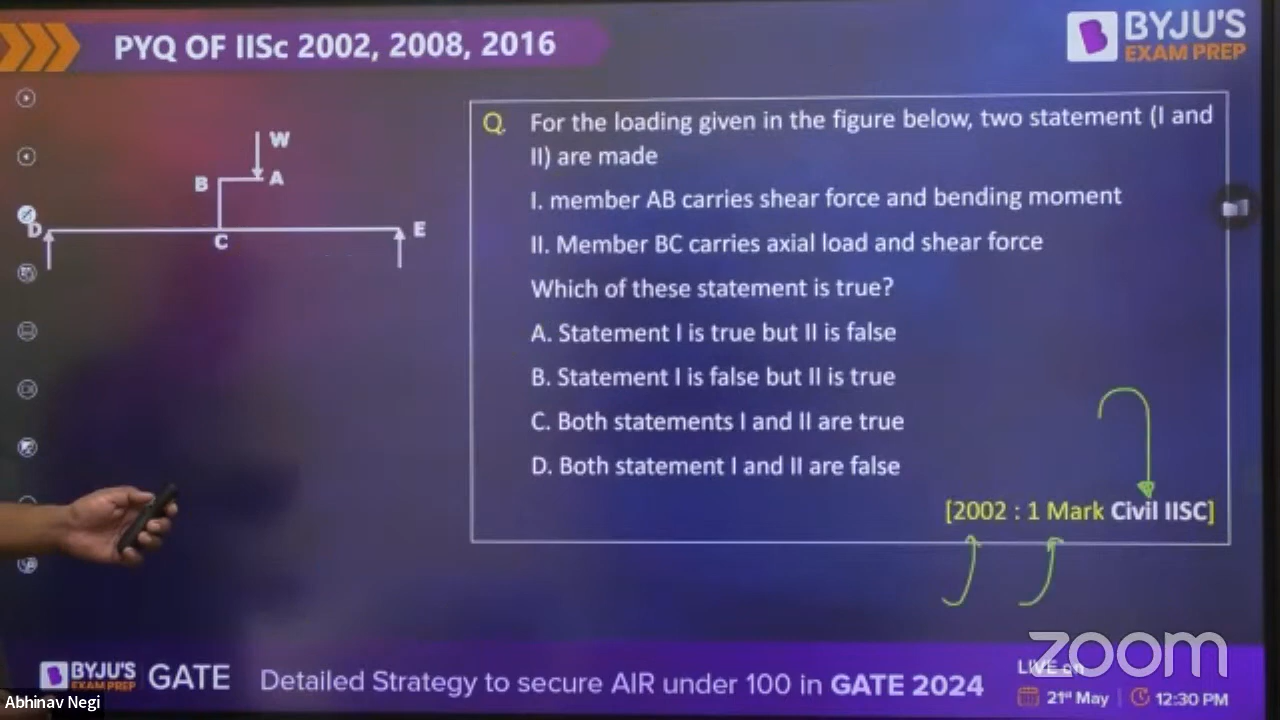 PYQ OF IISc 2002, 2008, 2016
BYJU'S
EXAM PREP
W
B
A
D
C
E
Q. For the loading given in the figure below, two statement (I and
II) are made
I. member AB carries shear force and bending moment
II. Member BC carries axial load and shear force
Which of these statement is true?
A. Statement I is true but II is false
B. Statement I is false but II is true
C. Both statements I and II are true
D. Both statement I and II are false
[2002 : 1 Mark Civil IISC]
zoom
BYJU'S
EXAM PREP
GATE
Detailed Strategy to secure AIR under 100 in GATE 2024
LIVE on
21st May | 12:30 PM
Abhinav Negi